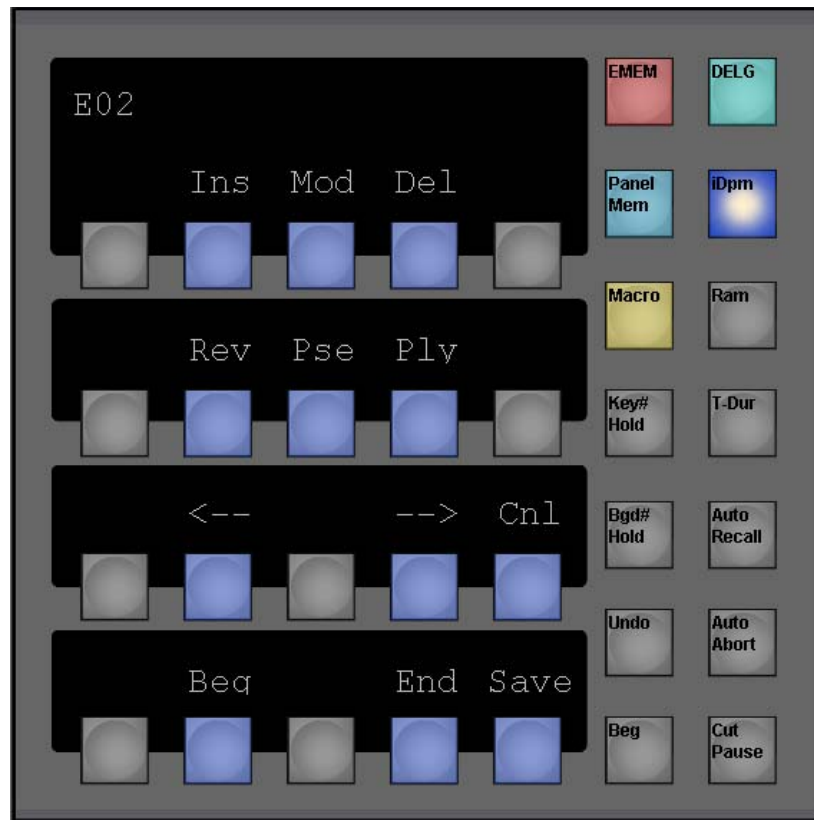 E02
Ins Mod Del
Rev Pse Ply
<-- --> Cnl
Beg End Save
EMEM
DELG
Panel
Mem
iDpm
Macro
Ram
Key#
Hold
T-Dur
Bgd#
Hold
Auto
Recall
Undo
Auto
Abort
Beg
Cut
Pause